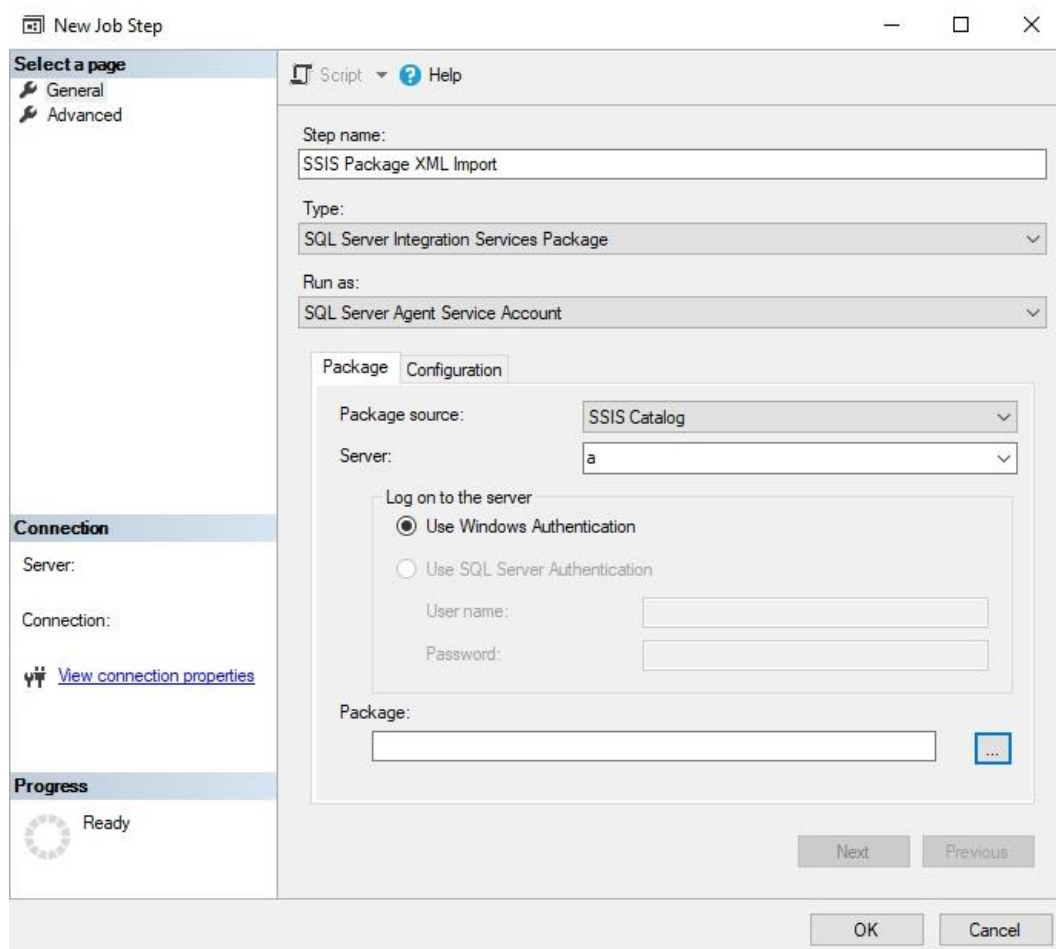 New Job Step
Select a page
General
Advanced
Script
Help
Step name:
SSIS Package XML Import
Type:
SQL Server Integration Services Package
Run as:
SQL Server Agent Service Account
Package
Configuration
Package source:
SSIS Catalog
Server:
a
Log on to the server
Use Windows Authentication
Use SQL Server Authentication
User name:
Password:
Package:
...
Connection
Server:
Connection:
View connection properties
Progress
Ready
Next
Previous
OK
Cancel